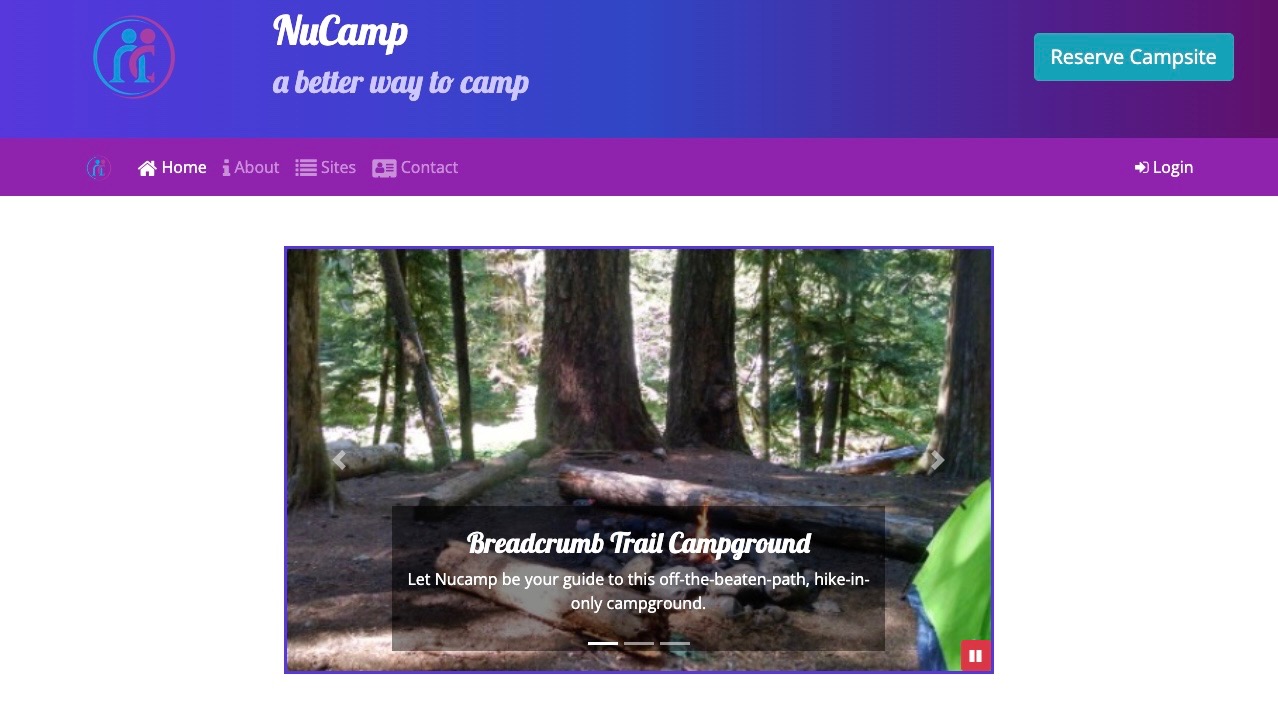 NuCamp
a better way to camp
Reserve Campsite
Home About Sites Contact Login
Breadcrumb Trail Campground
Let Nucamp be your guide to this off-the-beaten-path, hike-in-
only campground.